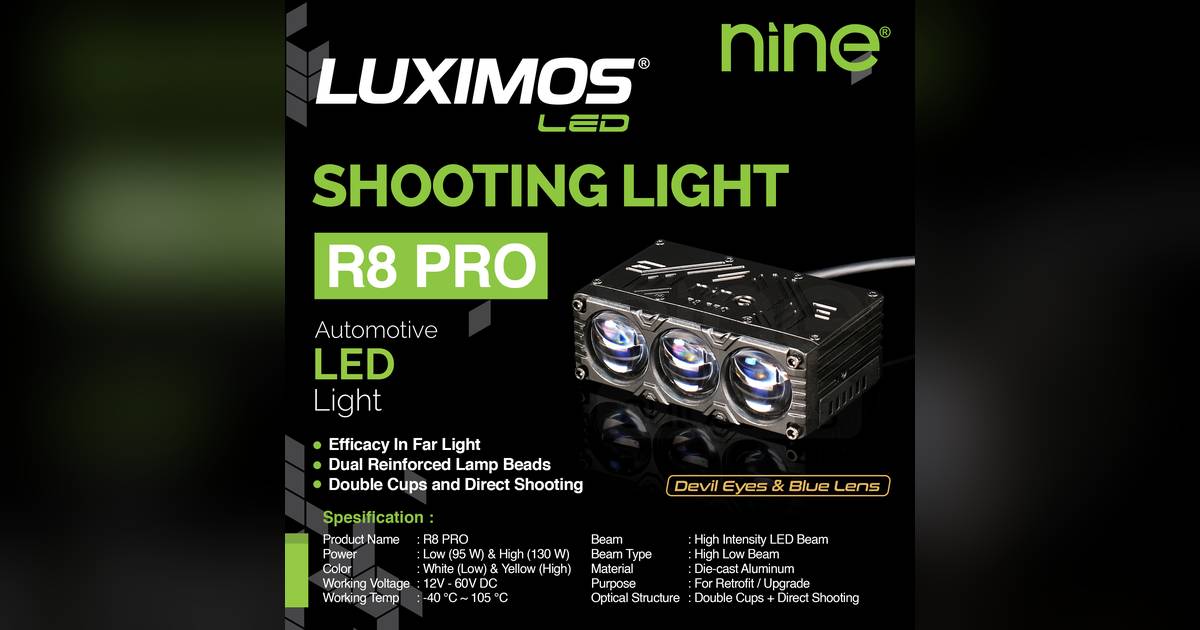 nine®
LUXIMOS®
LED
SHOOTING LIGHT
R8 PRO
Automotive
LED
Light
Efficacy In Far Light
Dual Reinforced Lamp Beads
Double Cups and Direct Shooting
Devil Eyes & Blue Lens
Spesification :
Product Name : R8 PRO
Power : Low (95 W) & High (130 W)
Color : White (Low) & Yellow (High)
Working Voltage : 12V - 60V DC
Working Temp : -40 °C ~ 105 °C
Beam : High Intensity LED Beam
Beam Type : High Low Beam
Material : Die-cast Aluminum
Purpose : For Retrofit / Upgrade
Optical Structure : Double Cups + Direct Shooting